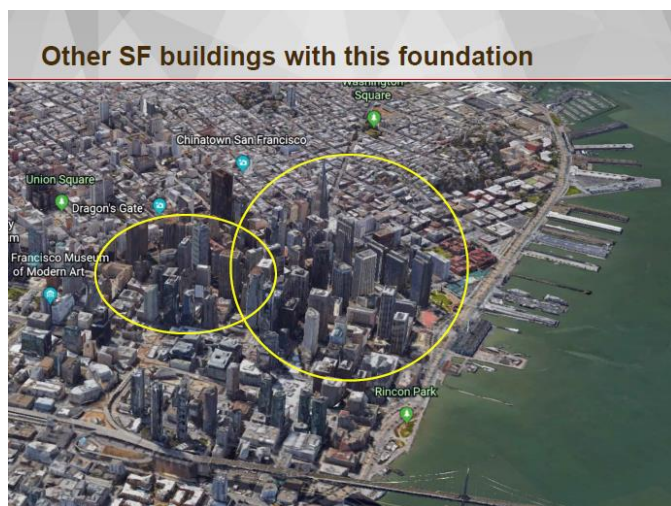 Other SF buildings with this foundation
Washington
Square
Chinatown San Francisco
Union Square
Dragon's Gate
Francisco Museum
of Modern Art
Rincon Park